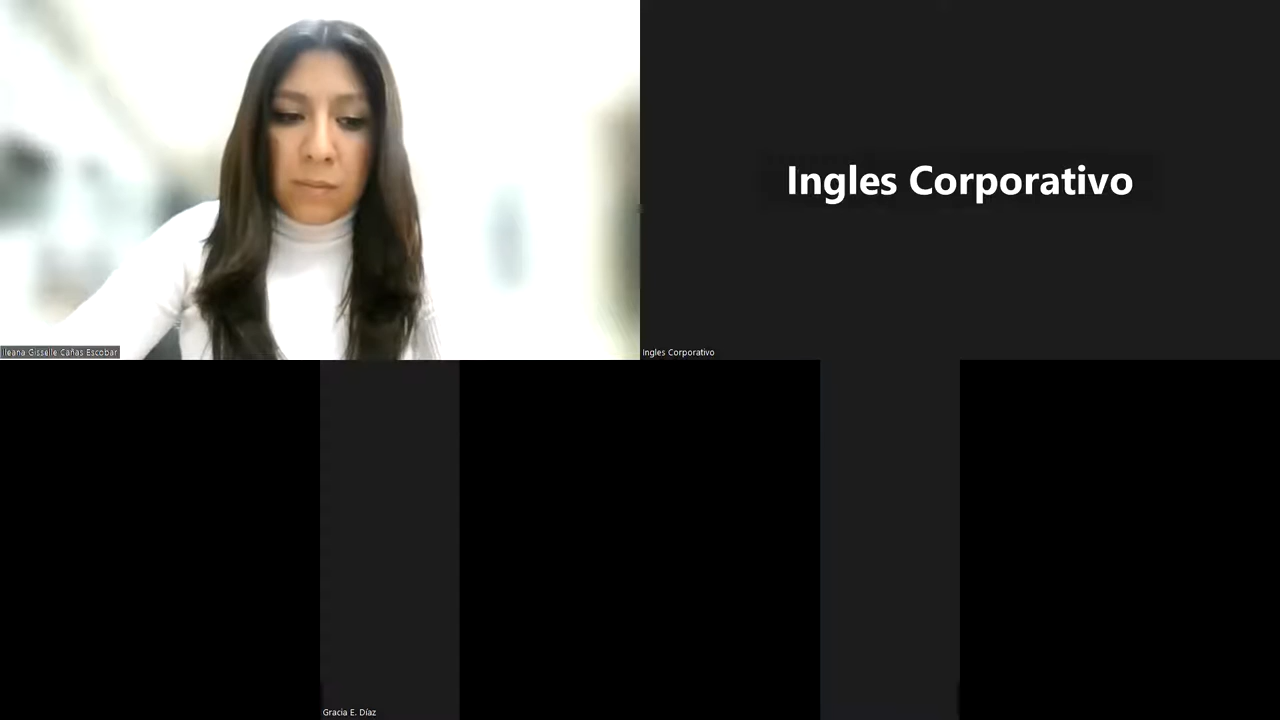 Ingles Corporativo
Ileana Gisselle Cañas Escobar
Ingles Corporativo
Gracia E. Díaz